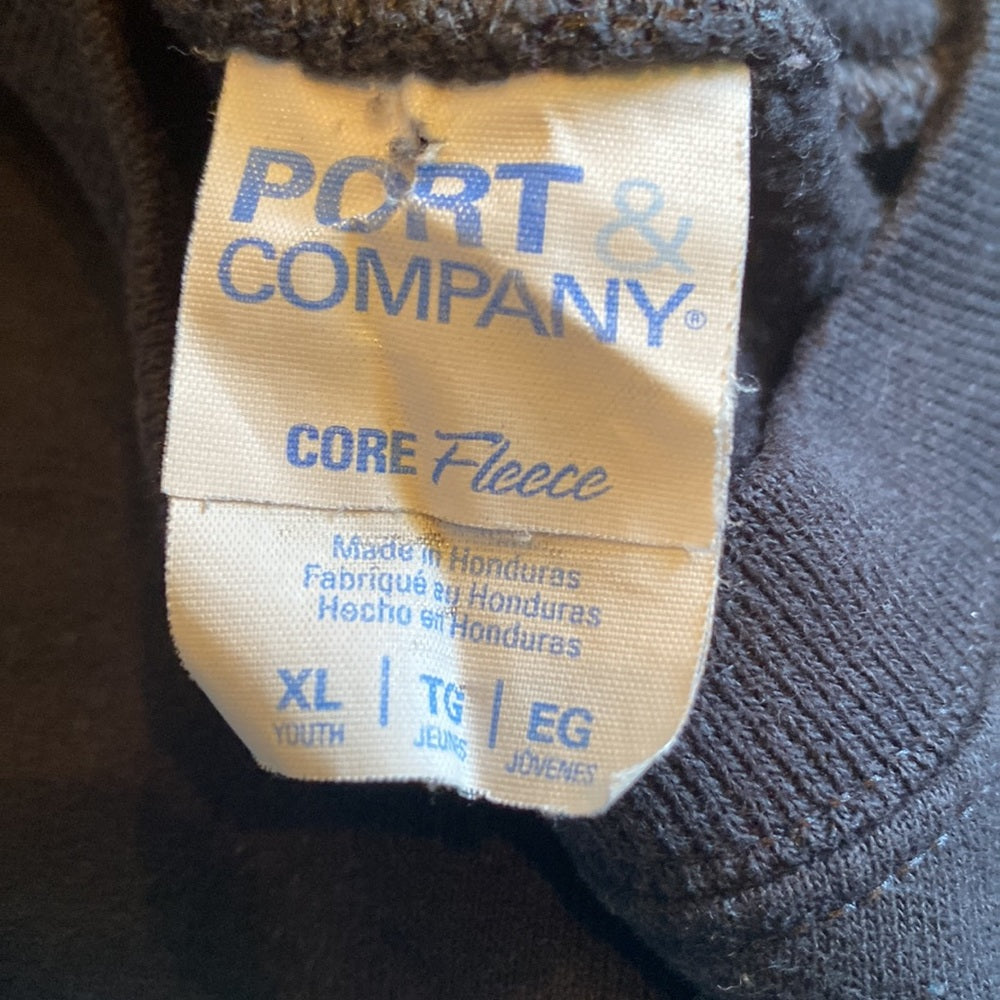 PORT &
COMPANY®
CORE Fleece
Made in Honduras
Fabriqué au Honduras
Hecho en Honduras
XL | TG | EG
YOUTH JEUNES JÓVENES